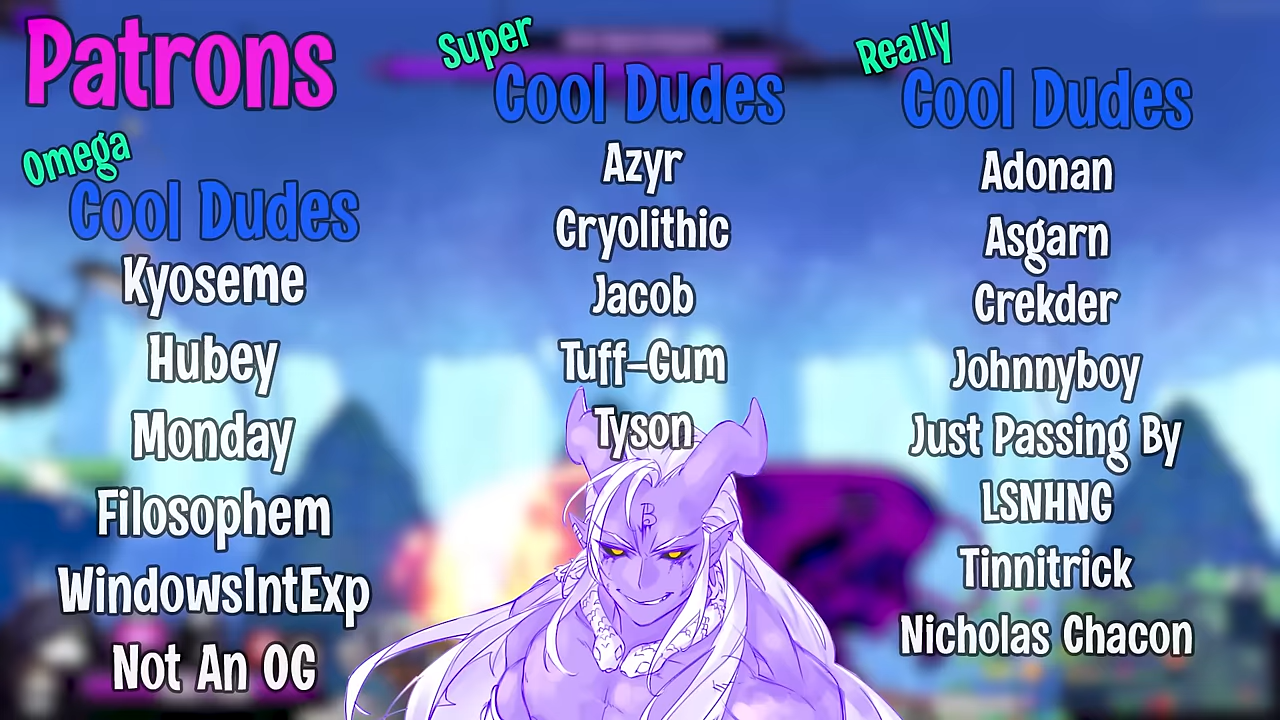 Patrons
Omega
Cool Dudes
Kyoseme
Hubey
Monday
Filosophem
WindowsIntExp
Not An OG
Super
Cool Dudes
Azyr
Cryolithic
Jacob
Tuff-Gum
Tyson
Really
Cool Dudes
Adonan
Asgarn
Crekder
Johnnyboy
Just Passing By
LSNHNG
Tinnitrick
Nicholas Chacon